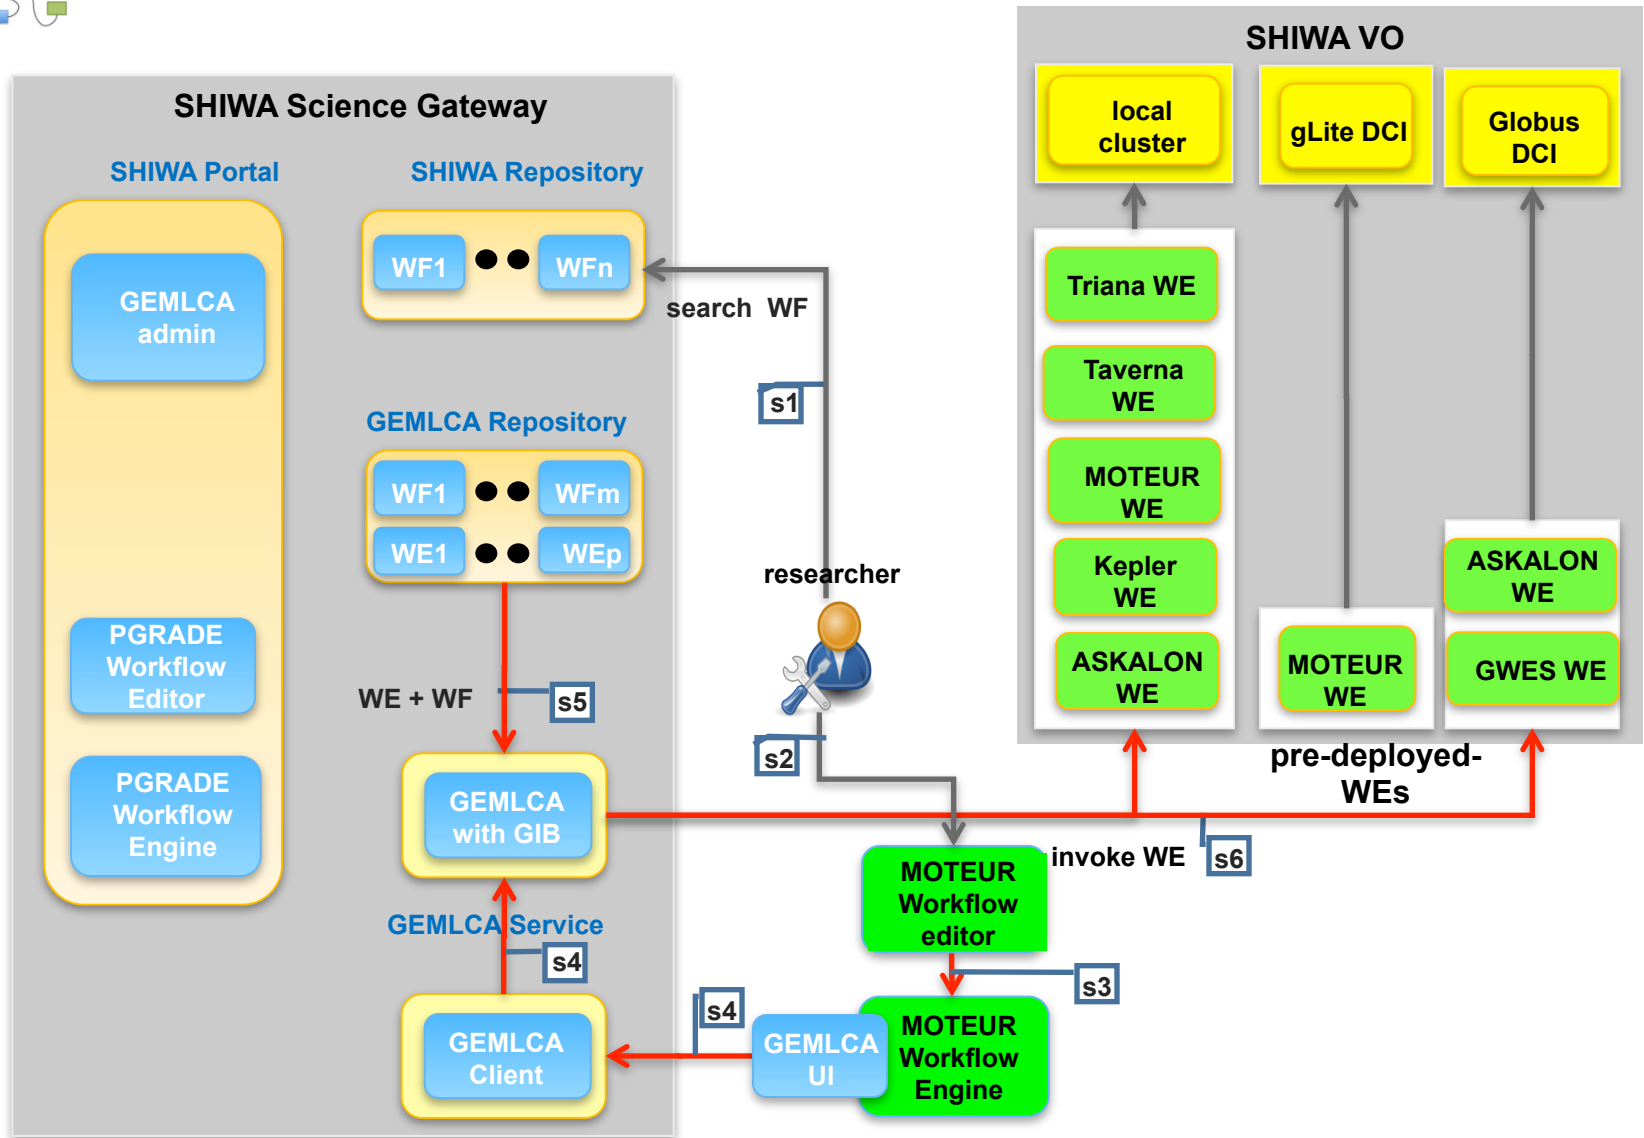 SHIWA VO
SHIWA Science Gateway
SHIWA Portal
SHIWA Repository
GEMLCA
admin
PGRADE
Workflow
Editor
PGRADE
Workflow
Engine
WF1
WFn
search WF
s1
GEMLCA Repository
WF1
WFm
WE1
WEp
WE + WF
s5
GEMLCA
with GIB
GEMLCA Service
s4
GEMLCA
Client
researcher
s2
MOTEUR
Workflow
editor
s3
MOTEUR
Workflow
Engine
GEMLCA
UI
s4
invoke WE
s6
local
cluster
gLite DCI
Globus
DCI
Triana WE
Taverna
WE
MOTEUR
WE
Kepler
WE
ASKALON
WE
MOTEUR
WE
ASKALON
WE
GWES WE
pre-deployed-
WEs